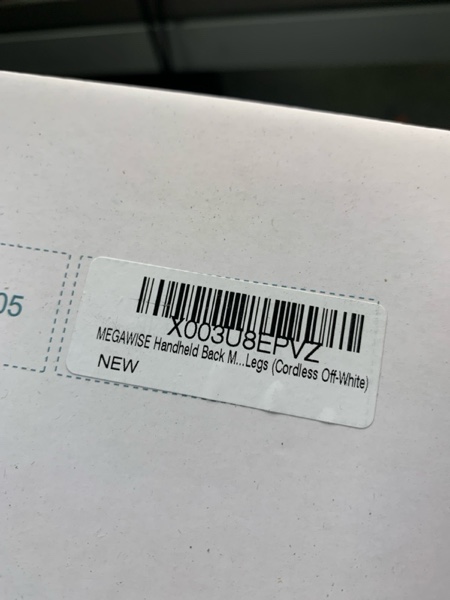 05
X003U8EPVZ
MEGAWISE Handheld Back M...Legs (Cordless Off-White)
NEW